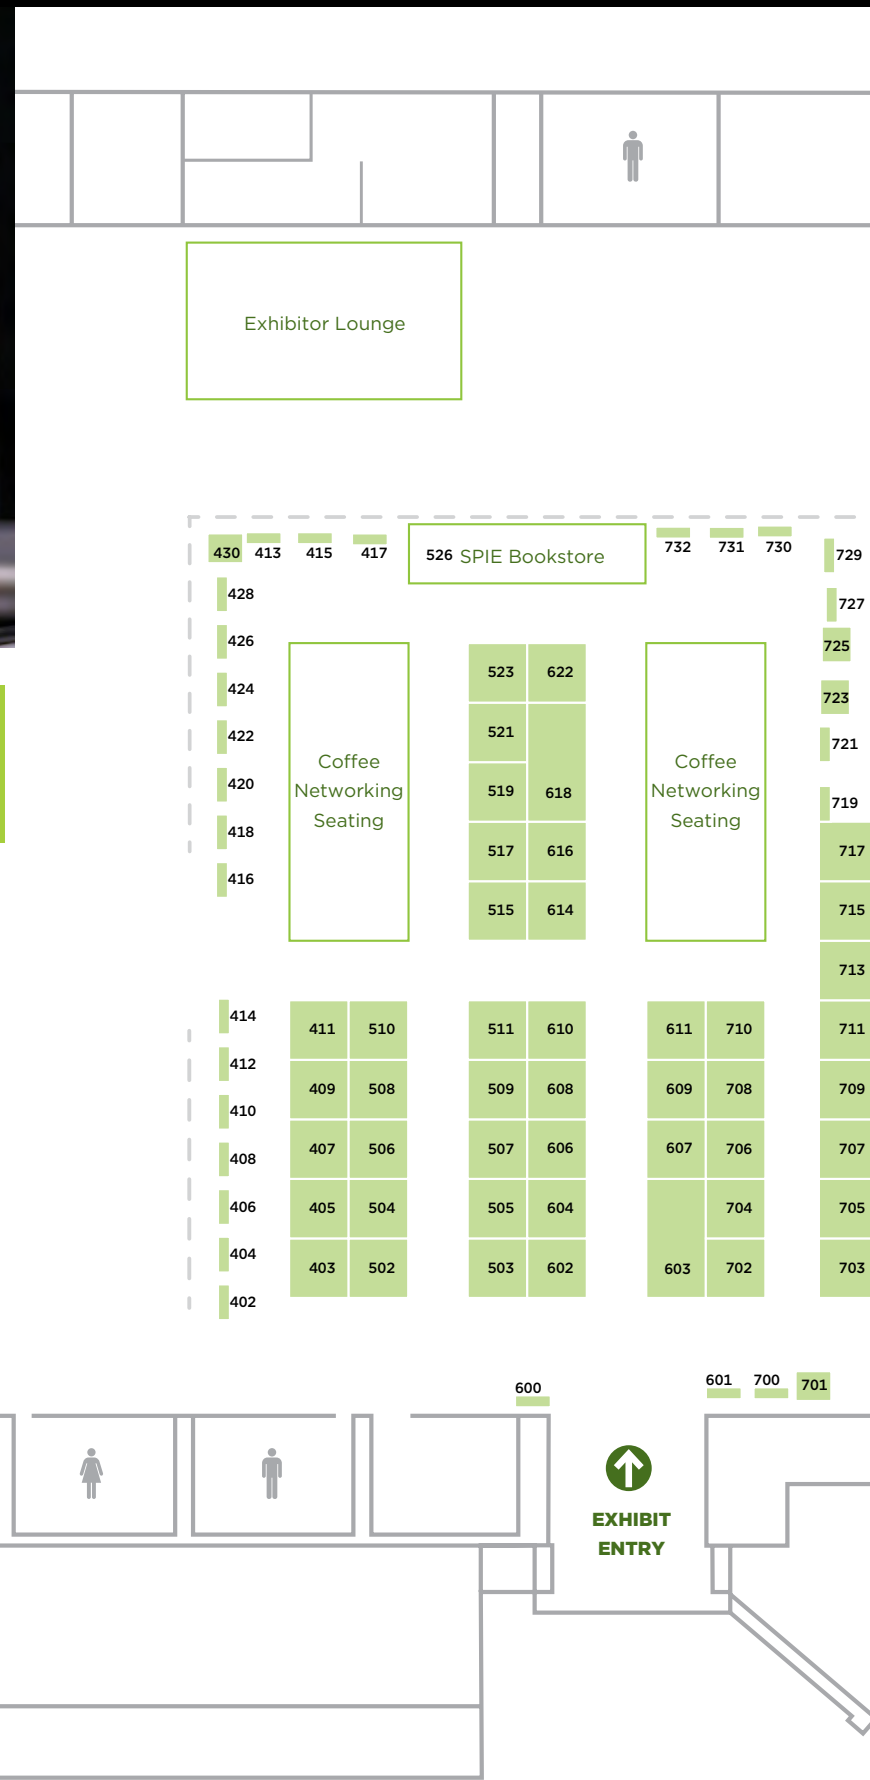 Exhibitor Lounge
430 413 415 417 526 SPIE Bookstore 732 731 730 729
428 727
426 725
523 622
424 723
422 521 721
Coffee Networking Seating
Coffee Networking Seating
420 519 618 719
418 517 616 717
416 515 614 715
713
414 411 510 511 610 611 710 711
412 409 508 509 608 609 708 709
410
408 407 506 507 606 607 706 707
406 405 504 505 604 704 705
404 403 502 503 602 603 702 703
402
600 601 700 701
EXHIBIT
ENTRY